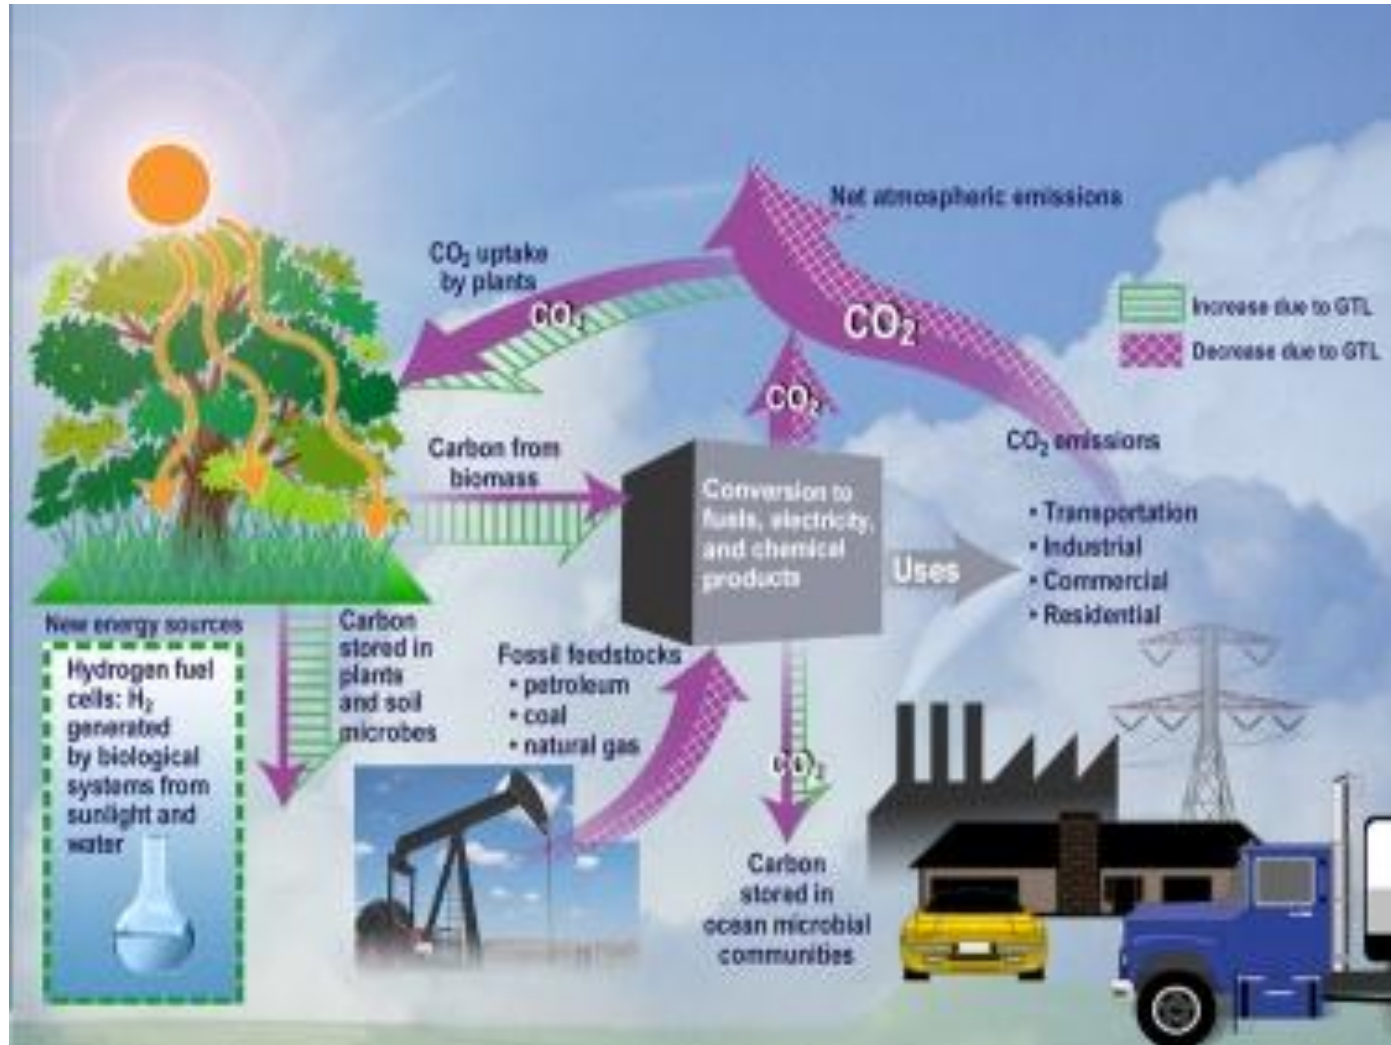 Net atmospheric emissions
CO₂ uptake
by plants
CO₂
CO₂
Increase due to GTL
Decrease due to GTL
CO₂
CO₂ emissions
Carbon from
biomass
Conversion to
fuels, electricity,
and chemical
products
Uses
• Transportation
• Industrial
• Commercial
• Residential
New energy sources
Hydrogen fuel
cells: H₂
generated
by biological
systems from
sunlight and
water
Carbon
stored in
plants
and soil
microbes
Fossil feedstocks
• petroleum
• coal
• natural gas
CO₂
Carbon
stored in
ocean microbial
communities